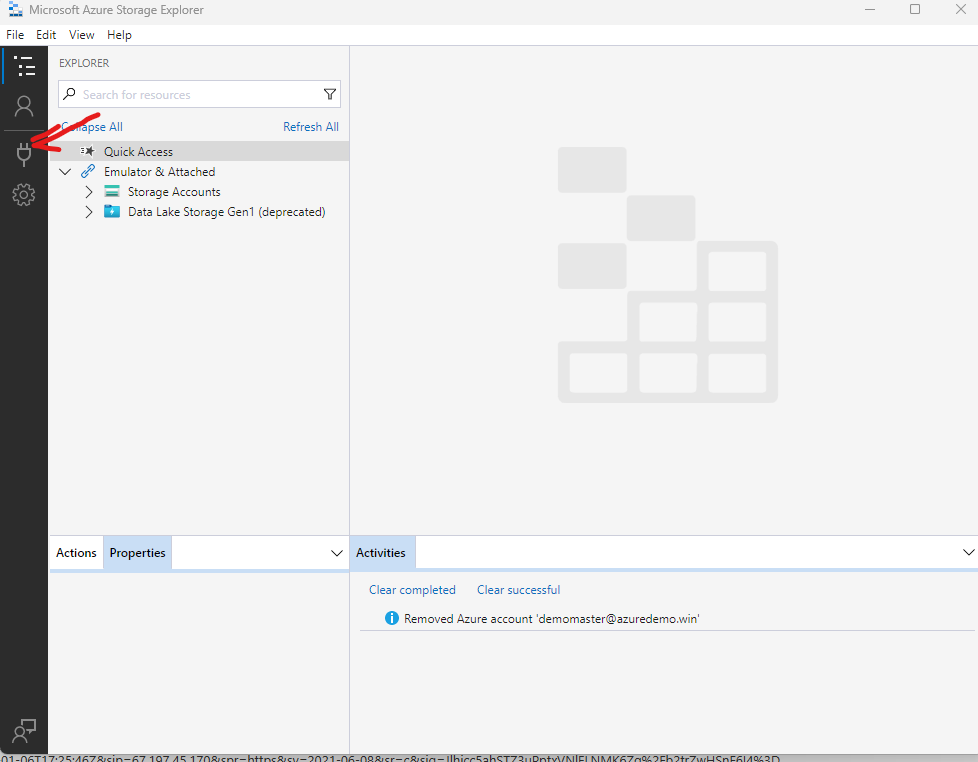 Microsoft Azure Storage Explorer
File Edit View Help
EXPLORER
Search for resources
Collapse All Refresh All
Quick Access
Emulator & Attached
Storage Accounts
Data Lake Storage Gen1 (deprecated)
Actions Properties Activities
Clear completed Clear successful
Removed Azure account 'demomaster@azuredemo.win'